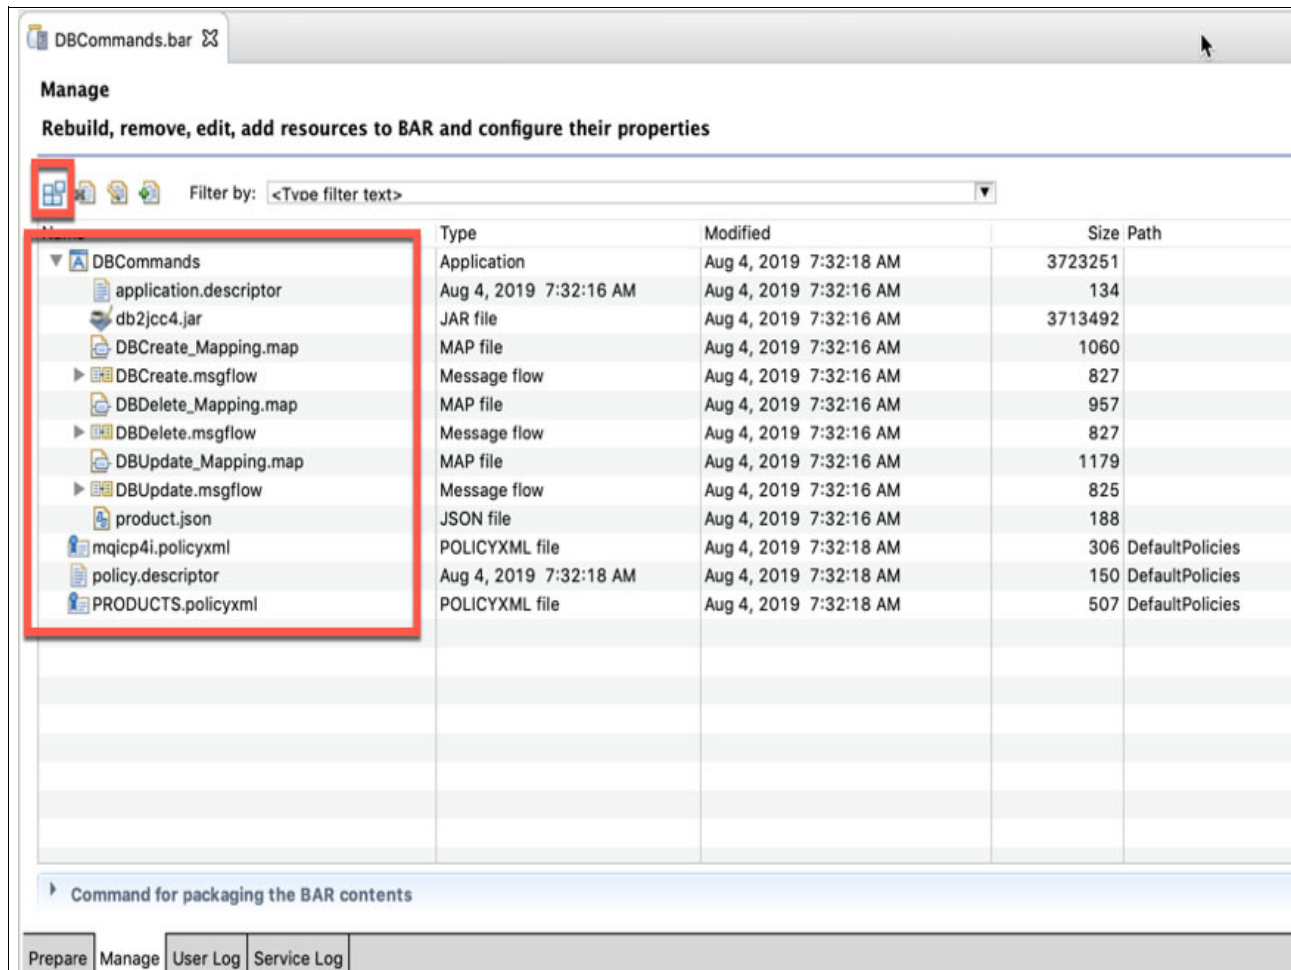 DBCommands.bar
Manage
Rebuild, remove, edit, add resources to BAR and configure their properties
Filter by: <Type filter text>
Name Type Modified Size Path
DBCommands Application Aug 4, 2019 7:32:18 AM 3723251
application.descriptor Aug 4, 2019 7:32:16 AM Aug 4, 2019 7:32:16 AM 134
db2jcc4.jar JAR file Aug 4, 2019 7:32:16 AM 3713492
DBCreate_Mapping.map MAP file Aug 4, 2019 7:32:16 AM 1060
DBCreate.msgflow Message flow Aug 4, 2019 7:32:16 AM 827
DBDelete_Mapping.map MAP file Aug 4, 2019 7:32:16 AM 957
DBDelete.msgflow Message flow Aug 4, 2019 7:32:16 AM 827
DBUpdate_Mapping.map MAP file Aug 4, 2019 7:32:16 AM 1179
DBUpdate.msgflow Message flow Aug 4, 2019 7:32:16 AM 825
product.json JSON file Aug 4, 2019 7:32:16 AM 188
mqicp4i.policyxml POLICYXML file Aug 4, 2019 7:32:18 AM 306 DefaultPolicies
policy.descriptor Aug 4, 2019 7:32:18 AM Aug 4, 2019 7:32:18 AM 150 DefaultPolicies
PRODUCTS.policyxml POLICYXML file Aug 4, 2019 7:32:18 AM 507 DefaultPolicies
Command for packaging the BAR contents
Prepare Manage User Log Service Log